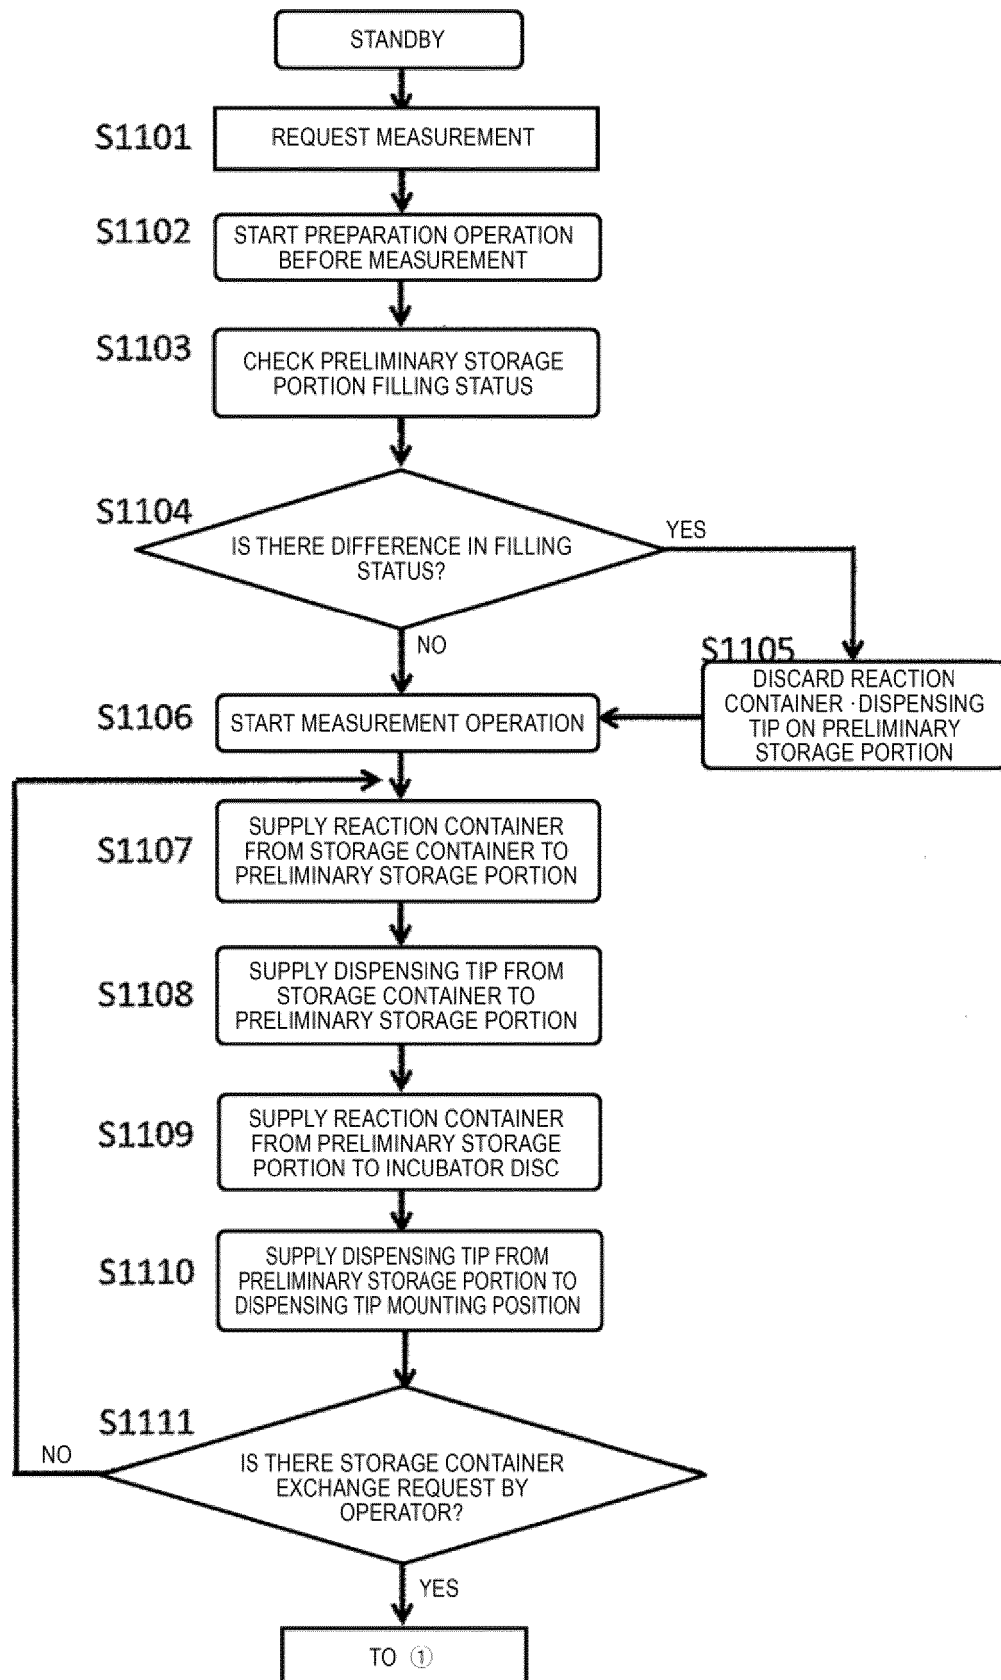 STANDBY
S1101
REQUEST MEASUREMENT
S1102
START PREPARATION OPERATION
BEFORE MEASUREMENT
S1103
CHECK PRELIMINARY STORAGE
PORTION FILLING STATUS
S1104
IS THERE DIFFERENCE IN FILLING
STATUS?
YES
NO
S1105
DISCARD REACTION
CONTAINER · DISPENSING
TIP ON PRELIMINARY
STORAGE PORTION
S1106
START MEASUREMENT OPERATION
S1107
SUPPLY REACTION CONTAINER
FROM STORAGE CONTAINER TO
PRELIMINARY STORAGE PORTION
S1108
SUPPLY DISPENSING TIP FROM
STORAGE CONTAINER TO
PRELIMINARY STORAGE PORTION
S1109
SUPPLY REACTION CONTAINER
FROM PRELIMINARY STORAGE
PORTION TO INCUBATOR DISC
S1110
SUPPLY DISPENSING TIP FROM
PRELIMINARY STORAGE PORTION TO
DISPENSING TIP MOUNTING POSITION
S1111
NO
IS THERE STORAGE CONTAINER
EXCHANGE REQUEST BY
OPERATOR?
YES
TO ①